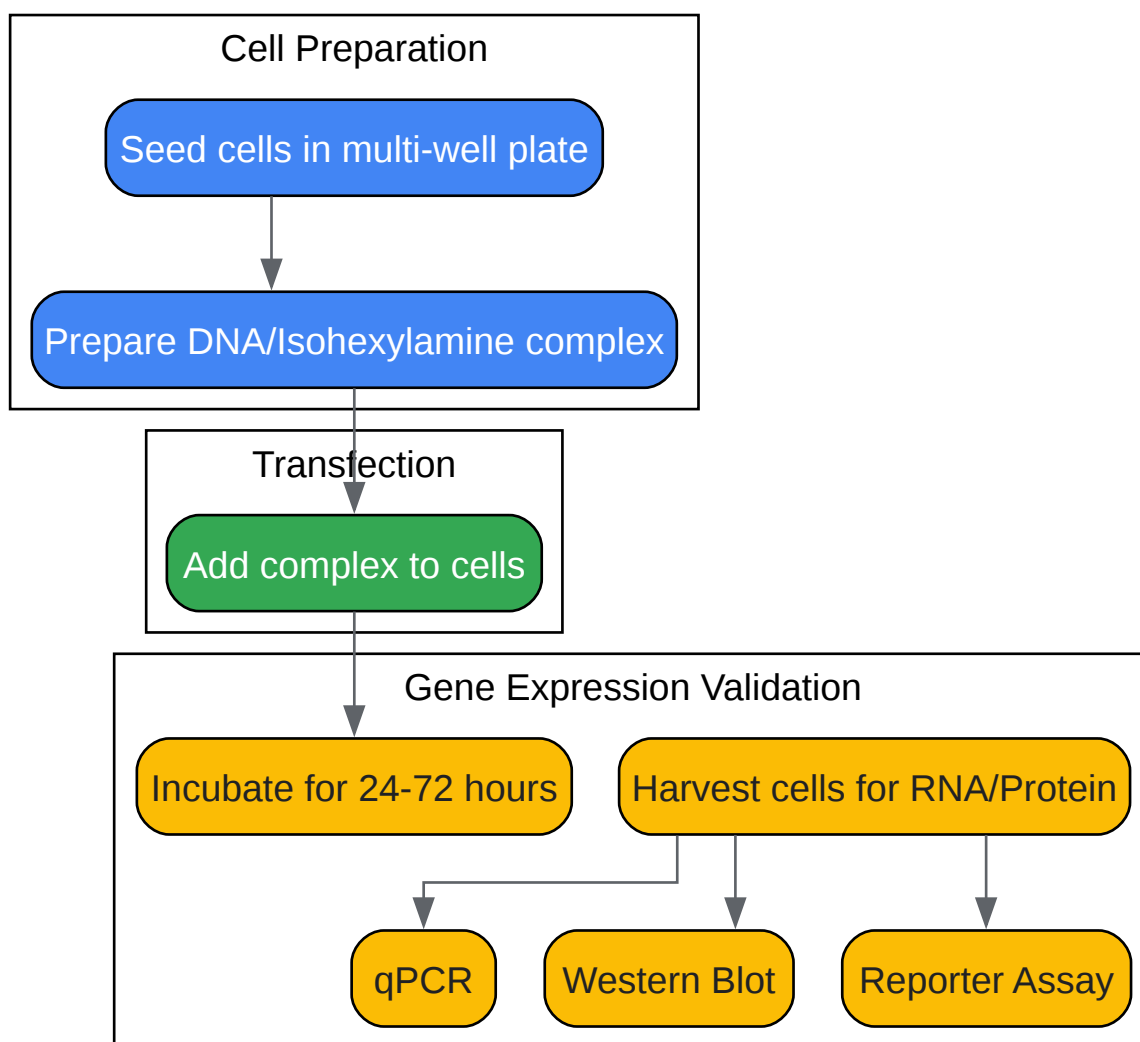 Cell Preparation
Seed cells in multi-well plate
Prepare DNA/Isohexylamine complex
Transfection
Add complex to cells
Gene Expression Validation
Incubate for 24-72 hours
Harvest cells for RNA/Protein
qPCR
Western Blot
Reporter Assay